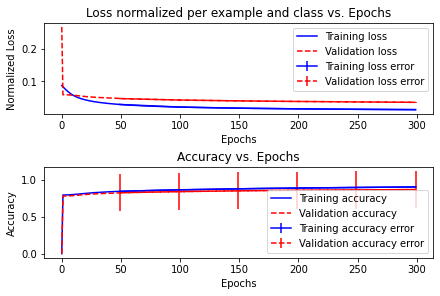 Loss normalized per example and class vs. Epochs
Normalized Loss
0.2
0.1
Training loss
Validation loss
Training loss error
Validation loss error
0 50 100 150 200 250 300
Epochs
Accuracy vs. Epochs
Accuracy
1.0
0.5
0.0
Training accuracy
Validation accuracy
Training accuracy error
Validation accuracy error
0 50 100 150 200 250 300
Epochs